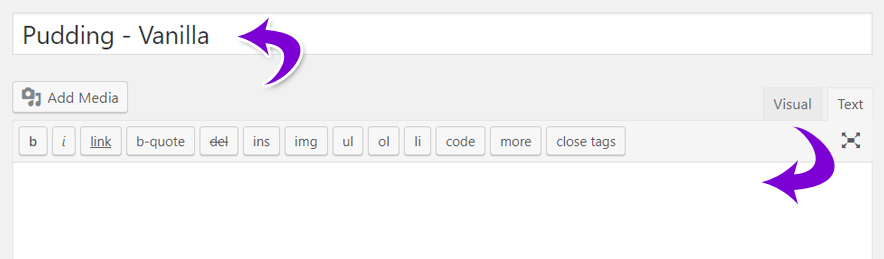 Pudding - Vanilla
Add Media
Visual Text
b i link b-quote del ins img ul ol li code more close tags